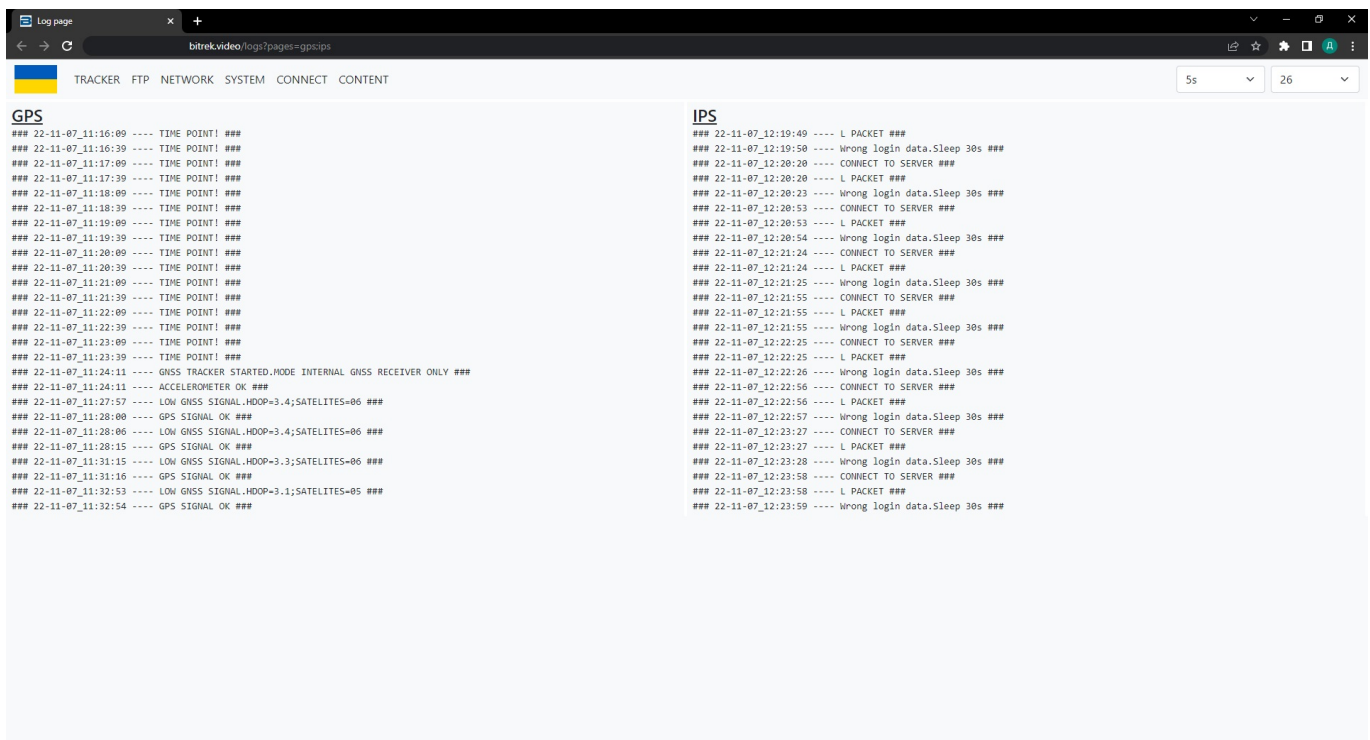 Log page
bitrek.video/logs?pages=gps:ips
Д
TRACKER FTP NETWORK SYSTEM CONNECT CONTENT
5s
26
GPS
### 22-11-07_11:16:09 ---- TIME POINT! ###
### 22-11-07_11:16:39 ---- TIME POINT! ###
### 22-11-07_11:17:09 ---- TIME POINT! ###
### 22-11-07_11:17:39 ---- TIME POINT! ###
### 22-11-07_11:18:09 ---- TIME POINT! ###
### 22-11-07_11:18:39 ---- TIME POINT! ###
### 22-11-07_11:19:09 ---- TIME POINT! ###
### 22-11-07_11:19:39 ---- TIME POINT! ###
### 22-11-07_11:20:09 ---- TIME POINT! ###
### 22-11-07_11:20:39 ---- TIME POINT! ###
### 22-11-07_11:21:09 ---- TIME POINT! ###
### 22-11-07_11:21:39 ---- TIME POINT! ###
### 22-11-07_11:22:09 ---- TIME POINT! ###
### 22-11-07_11:22:39 ---- TIME POINT! ###
### 22-11-07_11:23:09 ---- TIME POINT! ###
### 22-11-07_11:23:39 ---- TIME POINT! ###
### 22-11-07_11:24:11 ---- GNSS TRACKER STARTED.MODE INTERNAL GNSS RECEIVER ONLY ###
### 22-11-07_11:24:11 ---- ACCELEROMETER OK ###
### 22-11-07_11:27:57 ---- LOW GNSS SIGNAL.HDOP=3.4;SATELITES=06 ###
### 22-11-07_11:28:00 ---- GPS SIGNAL OK ###
### 22-11-07_11:28:06 ---- LOW GNSS SIGNAL.HDOP=3.4;SATELITES=06 ###
### 22-11-07_11:28:15 ---- GPS SIGNAL OK ###
### 22-11-07_11:31:15 ---- LOW GNSS SIGNAL.HDOP=3.3;SATELITES=06 ###
### 22-11-07_11:31:16 ---- GPS SIGNAL OK ###
### 22-11-07_11:32:53 ---- LOW GNSS SIGNAL.HDOP=3.1;SATELITES=05 ###
### 22-11-07_11:32:54 ---- GPS SIGNAL OK ###
IPS
### 22-11-07_12:19:49 ---- L PACKET ###
### 22-11-07_12:19:50 ---- Wrong login data.Sleep 30s ###
### 22-11-07_12:20:20 ---- CONNECT TO SERVER ###
### 22-11-07_12:20:20 ---- L PACKET ###
### 22-11-07_12:20:23 ---- Wrong login data.Sleep 30s ###
### 22-11-07_12:20:53 ---- CONNECT TO SERVER ###
### 22-11-07_12:20:53 ---- L PACKET ###
### 22-11-07_12:20:54 ---- Wrong login data.Sleep 30s ###
### 22-11-07_12:21:24 ---- CONNECT TO SERVER ###
### 22-11-07_12:21:24 ---- L PACKET ###
### 22-11-07_12:21:25 ---- Wrong login data.Sleep 30s ###
### 22-11-07_12:21:55 ---- CONNECT TO SERVER ###
### 22-11-07_12:21:55 ---- L PACKET ###
### 22-11-07_12:21:55 ---- Wrong login data.Sleep 30s ###
### 22-11-07_12:22:25 ---- CONNECT TO SERVER ###
### 22-11-07_12:22:25 ---- L PACKET ###
### 22-11-07_12:22:26 ---- Wrong login data.Sleep 30s ###
### 22-11-07_12:22:56 ---- CONNECT TO SERVER ###
### 22-11-07_12:22:56 ---- L PACKET ###
### 22-11-07_12:22:57 ---- Wrong login data.Sleep 30s ###
### 22-11-07_12:23:27 ---- CONNECT TO SERVER ###
### 22-11-07_12:23:27 ---- L PACKET ###
### 22-11-07_12:23:28 ---- Wrong login data.Sleep 30s ###
### 22-11-07_12:23:58 ---- CONNECT TO SERVER ###
### 22-11-07_12:23:58 ---- L PACKET ###
### 22-11-07_12:23:59 ---- Wrong login data.Sleep 30s ###